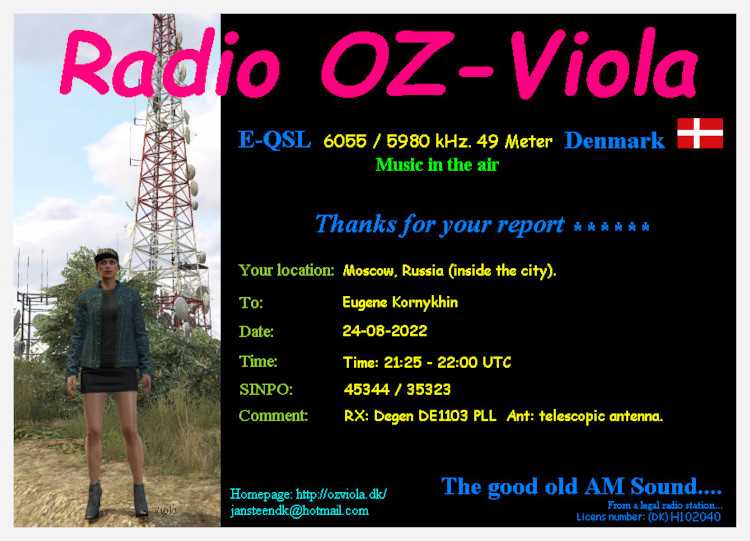 Radio OZ-Viola
E-QSL 6055 / 5980 kHz. 49 Meter Denmark
Music in the air
Thanks for your report ******
Your location: Moscow, Russia (inside the city).
To: Eugene Kornykhin
Date: 24-08-2022
Time: Time: 21:25 - 22:00 UTC
SINPO: 45344 / 35323
Comment: RX: Degen DE1103 PLL Ant: telescopic antenna.
Homepage: http://ozviola.dk/
jansteendk@hotmail.com
The good old AM Sound....
From a legal radio station...
Licens number: (DK) H102040